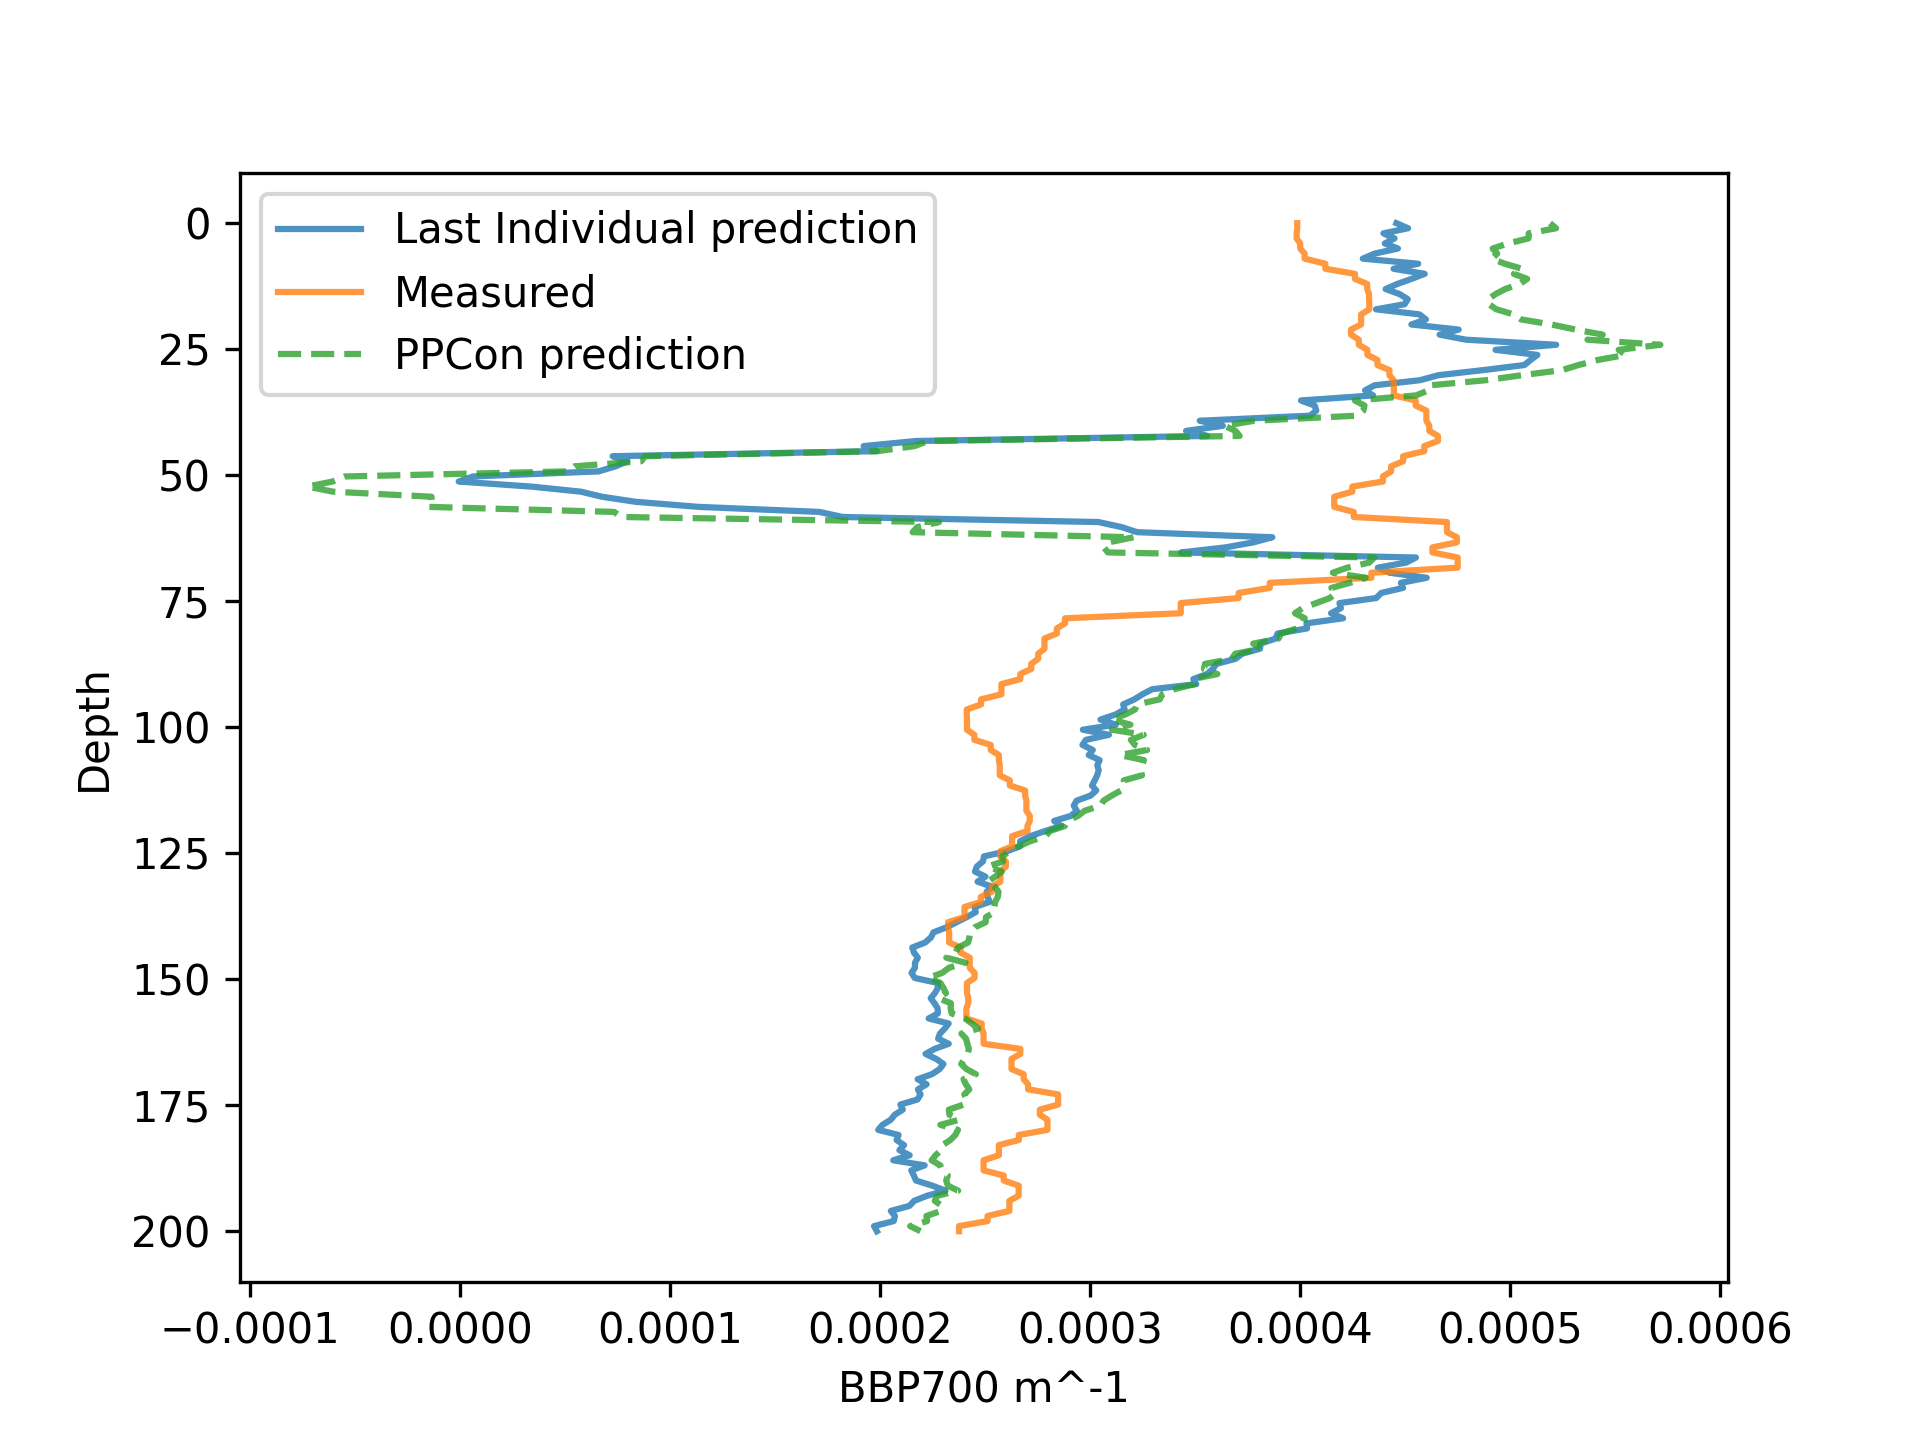 Last Individual prediction
Measured
PPCon prediction
0
25
50
75
100
125
150
175
200
Depth
−0.0001 0.0000 0.0001 0.0002 0.0003 0.0004 0.0005 0.0006
BBP700 m^-1